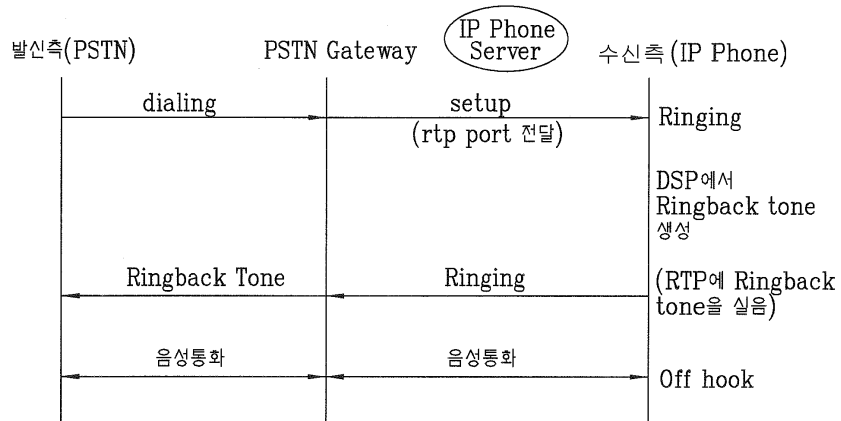 발신측(PSTN)
PSTN Gateway
IP Phone
Server
수신측(IP Phone)
dialing
setup
(rtp port 전달)
Ringing
DSP에서
Ringback tone
생성
Ringback Tone
Ringing
(RTP에 Ringback
tone을 실음)
음성통화
음성통화
Off hook